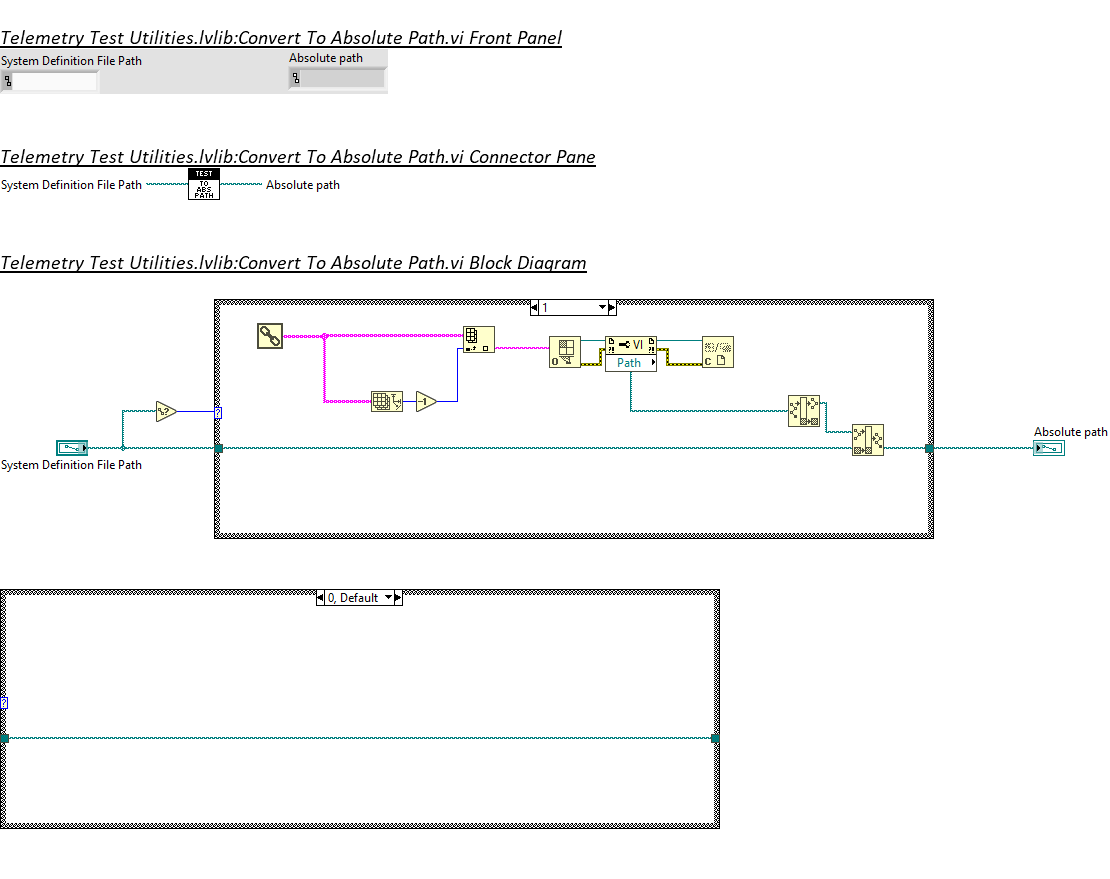 Telemetry Test Utilities.lvlib:Convert To Absolute Path.vi Front Panel
System Definition File Path
Absolute path
Telemetry Test Utilities.lvlib:Convert To Absolute Path.vi Connector Pane
System Definition File Path
TEST
TO
ABS
PATH
Absolute path
Telemetry Test Utilities.lvlib:Convert To Absolute Path.vi Block Diagram
1
VI
Path
O
C
-1
?
?
System Definition File Path
Absolute path
0, Default
?